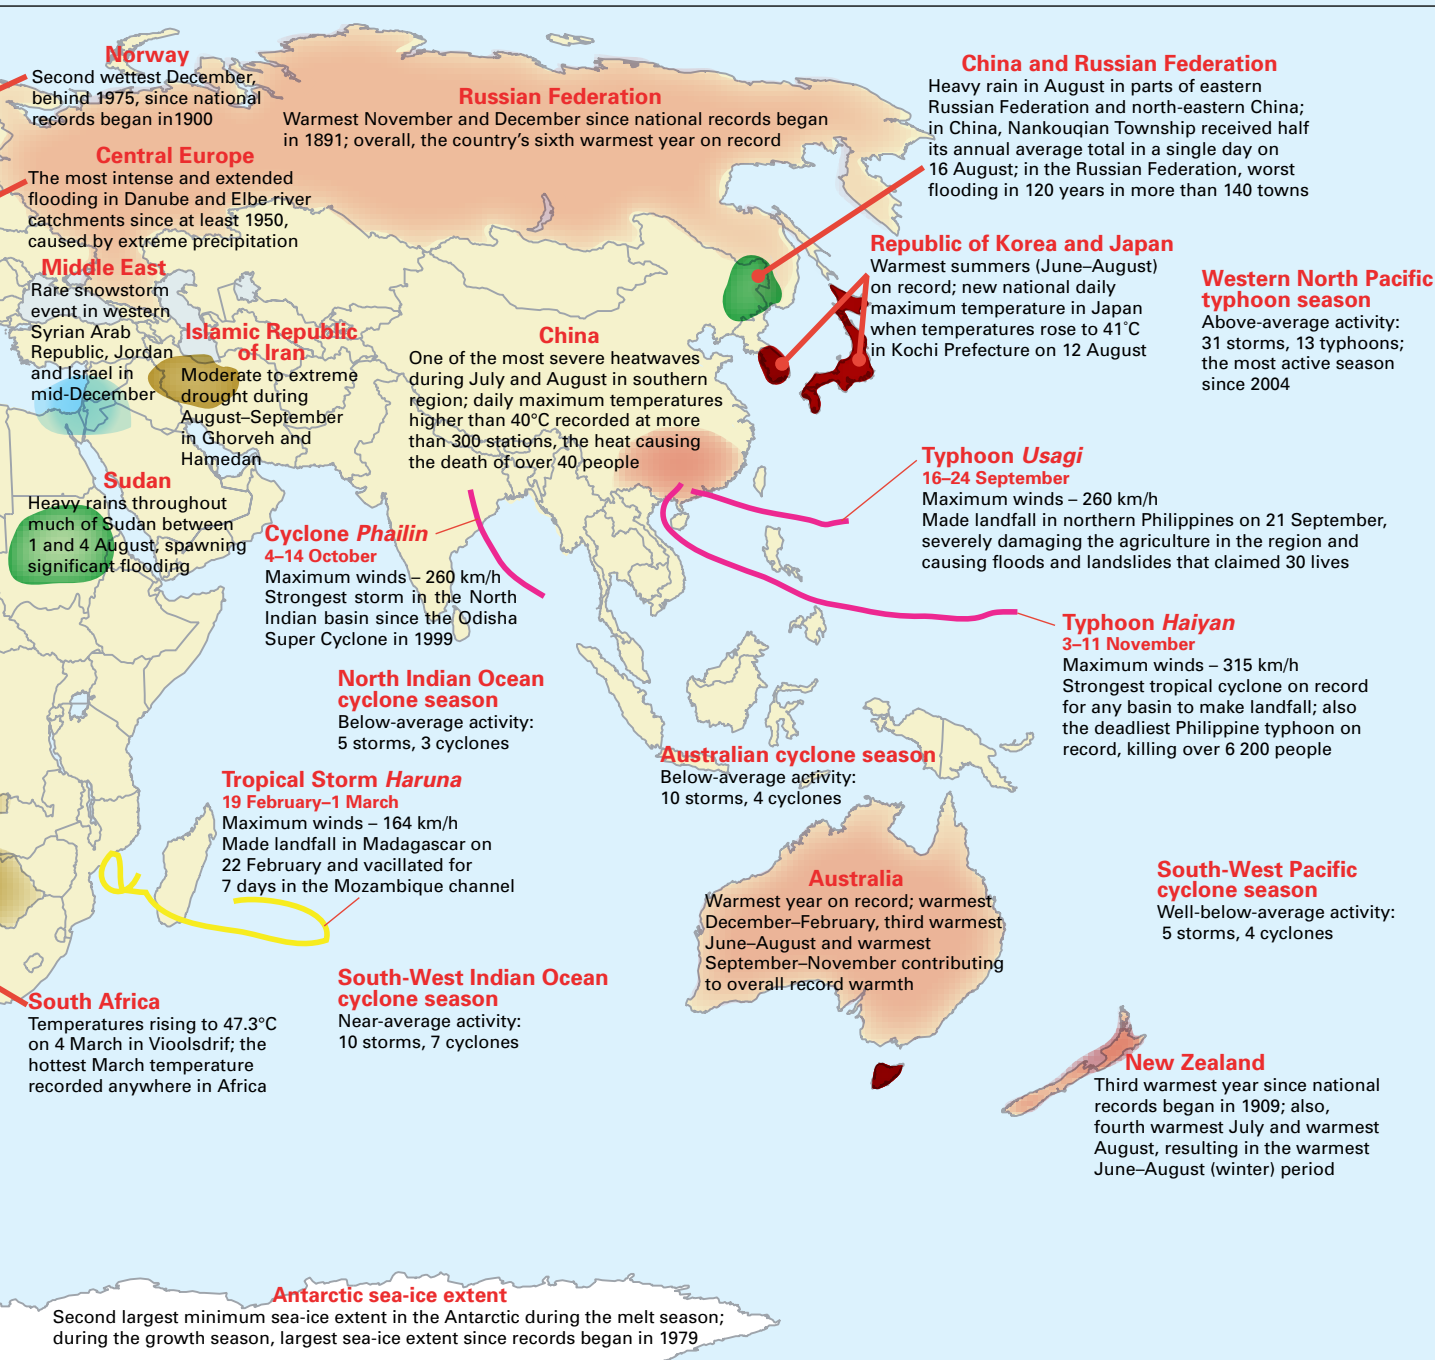 Norway
Second wettest December,
behind 1975, since national
records began in1900
Russian Federation
Warmest November and December since national records began
in 1891; overall, the country's sixth warmest year on record
China and Russian Federation
Heavy rain in August in parts of eastern
Russian Federation and north-eastern China;
in China, Nankouqian Township received half
its annual average total in a single day on
16 August; in the Russian Federation, worst
flooding in 120 years in more than 140 towns
Central Europe
The most intense and extended
flooding in Danube and Elbe river
catchments since at least 1950,
caused by extreme precipitation
Republic of Korea and Japan
Warmest summers (June–August)
on record; new national daily
maximum temperature in Japan
when temperatures rose to 41˚C
in Kochi Prefecture on 12 August
Western North Pacific
typhoon season
Above-average activity:
31 storms, 13 typhoons;
the most active season
since 2004
Middle East
Rare snowstorm
event in western
Syrian Arab
Republic, Jordan
and Israel in
mid-December
Islamic Republic
of Iran
Moderate to extreme
drought during
August–September
in Ghorveh and
Hamedan
China
One of the most severe heatwaves
during July and August in southern
region; daily maximum temperatures
higher than 40°C recorded at more
than 300 stations, the heat causing
the death of over 40 people
Sudan
Heavy rains throughout
much of Sudan between
1 and 4 August, spawning
significant flooding
Cyclone Phailin
4–14 October
Maximum winds – 260 km/h
Strongest storm in the North
Indian basin since the Odisha
Super Cyclone in 1999
Typhoon Usagi
16–24 September
Maximum winds – 260 km/h
Made landfall in northern Philippines on 21 September,
severely damaging the agriculture in the region and
causing floods and landslides that claimed 30 lives
Typhoon Haiyan
3–11 November
Maximum winds – 315 km/h
Strongest tropical cyclone on record
for any basin to make landfall; also
the deadliest Philippine typhoon on
record, killing over 6 200 people
North Indian Ocean
cyclone season
Below-average activity:
5 storms, 3 cyclones
Australian cyclone season
Below-average activity:
10 storms, 4 cyclones
Tropical Storm Haruna
19 February–1 March
Maximum winds – 164 km/h
Made landfall in Madagascar on
22 February and vacillated for
7 days in the Mozambique channel
Australia
Warmest year on record; warmest
December–February, third warmest
June–August and warmest
September–November contributing
to overall record warmth
South-West Pacific
cyclone season
Well-below-average activity:
5 storms, 4 cyclones
South-West Indian Ocean
cyclone season
Near-average activity:
10 storms, 7 cyclones
South Africa
Temperatures rising to 47.3°C
on 4 March in Vioolsdrif; the
hottest March temperature
recorded anywhere in Africa
New Zealand
Third warmest year since national
records began in 1909; also,
fourth warmest July and warmest
August, resulting in the warmest
June–August (winter) period
Antarctic sea-ice extent
Second largest minimum sea-ice extent in the Antarctic during the melt season;
during the growth season, largest sea-ice extent since records began in 1979